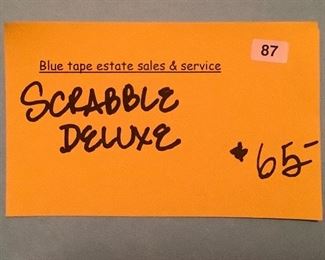 87
Blue tape estate sales & service
SCRABBLE
DELUXE
$65-